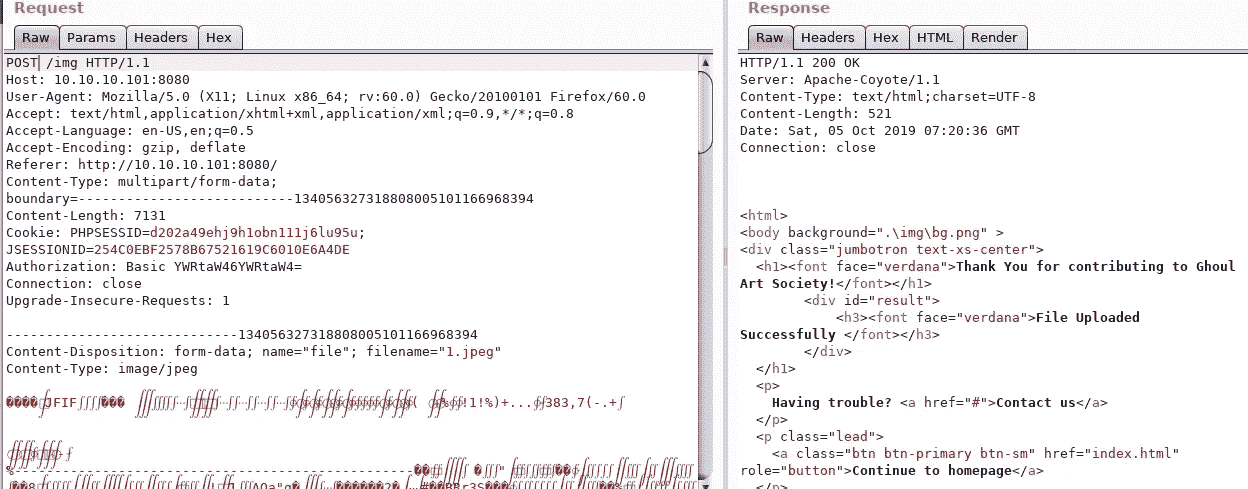 Request
Raw Params Headers Hex
POST /img HTTP/1.1
Host: 10.10.10.101:8080
User-Agent: Mozilla/5.0 (X11; Linux x86_64; rv:60.0) Gecko/20100101 Firefox/60.0
Accept: text/html,application/xhtml+xml,application/xml;q=0.9,*/*;q=0.8
Accept-Language: en-US,en;q=0.5
Accept-Encoding: gzip, deflate
Referer: http://10.10.10.101:8080/
Content-Type: multipart/form-data;
boundary=---------------------------1340563273188080051011 66968394
Content-Length: 7131
Cookie: PHPSESSID=d202a49ehj9h1obn111j6lu95u;
JSESSIONID=254C0EBF2578B67521619C6010E6A4DE
Authorization: Basic YWRtaW46YWRtaW4=
Connection: close
Upgrade-Insecure-Requests: 1
-----------------------------134056327318808005101166968394
Content-Disposition: form-data; name="file"; filename="1.jpeg"
Content-Type: image/jpeg
JFIF
Response
Raw Headers Hex HTML Render
HTTP/1.1 200 OK
Server: Apache-Coyote/1.1
Content-Type: text/html;charset=UTF-8
Content-Length: 521
Date: Sat, 05 Oct 2019 07:20:36 GMT
Connection: close
<html>
<body background=".\img\bg.png" >
<div class="jumbotron text-xs-center">
<h1><font face="verdana">Thank You for contributing to Ghoul
Art Society!</font></h1>
<div id="result">
<h3><font face="verdana">File Uploaded
Successfully </font></h3>
</div>
</h1>
<p>
Having trouble? <a href="#">Contact us</a>
</p>
<p class="lead">
<a class="btn btn-primary btn-sm" href="index.html"
role="button">Continue to homepage</a>
</p>